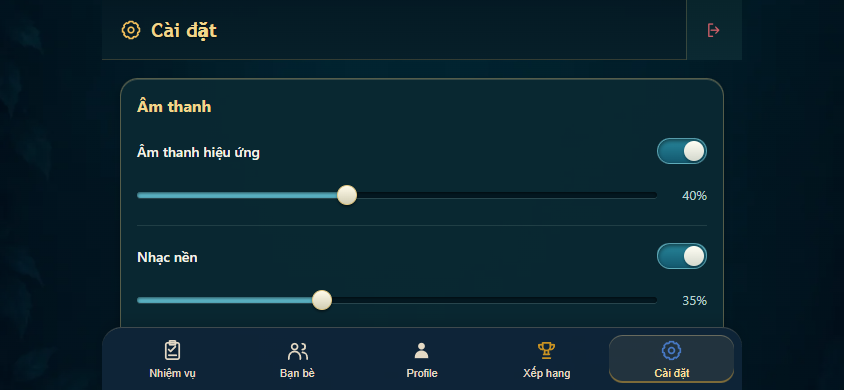 Cài đặt
Âm thanh
Âm thanh hiệu ứng
40%
Nhạc nền
35%
Nhiệm vụ
Bạn bè
Profile
Xếp hạng
Cài đặt